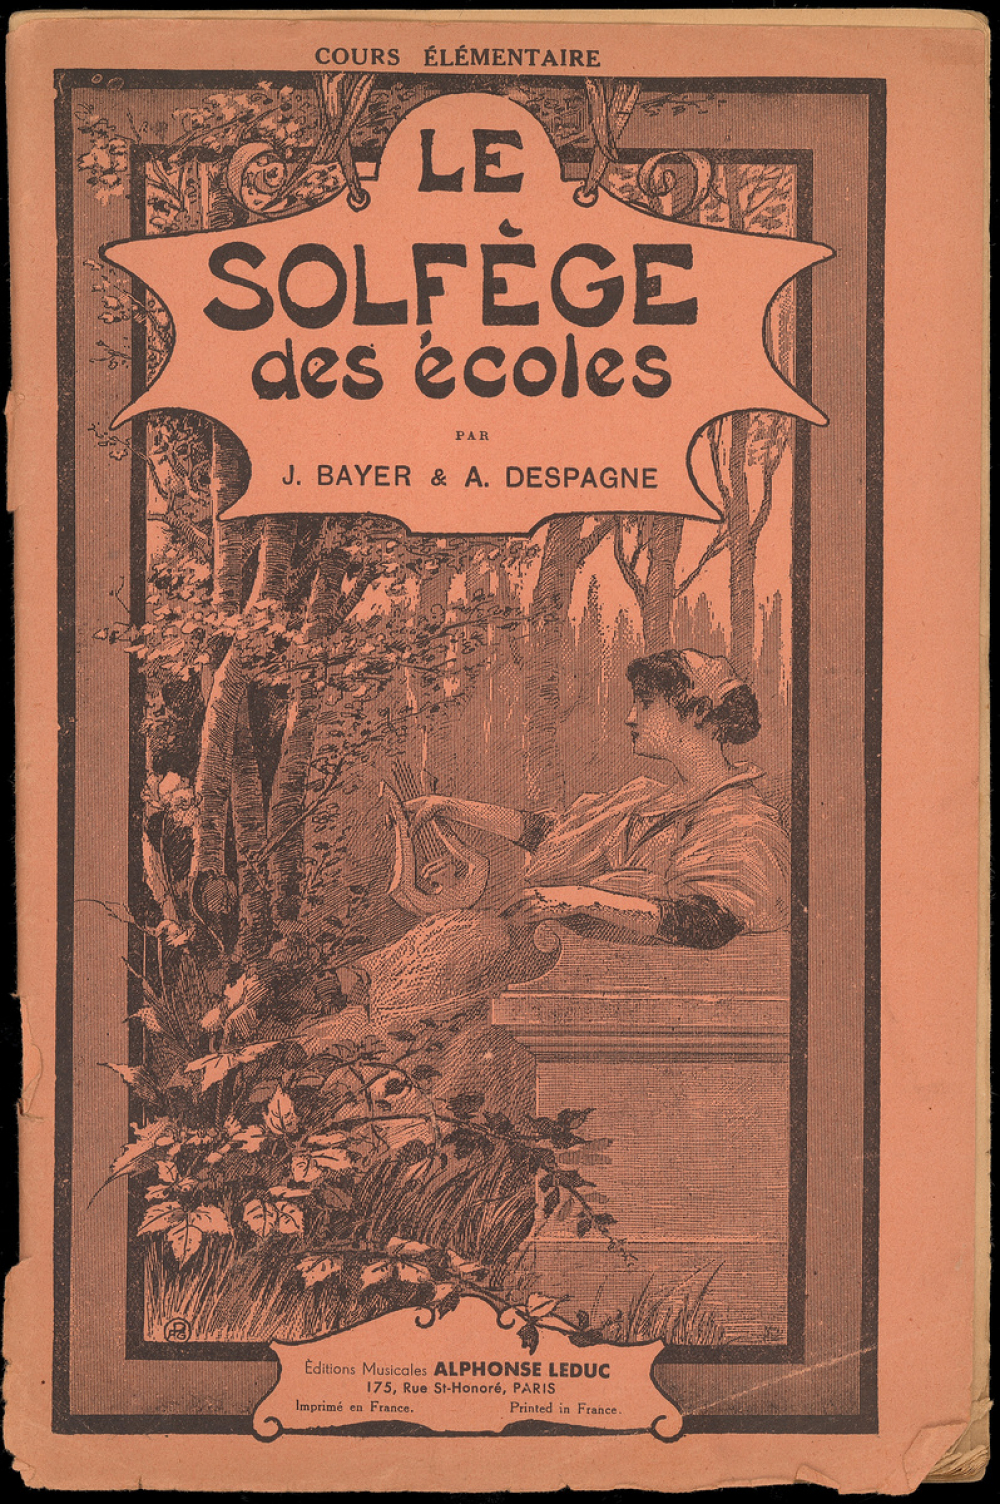 COURS ÉLÉMENTAIRE
LE
SOLFÈGE
des écoles
PAR
J. BAYER & A. DESPAGNE
Éditions Musicales ALPHONSE LEDUC
175, Rue St-Honoré, PARIS
Imprimé en France. Printed in France.